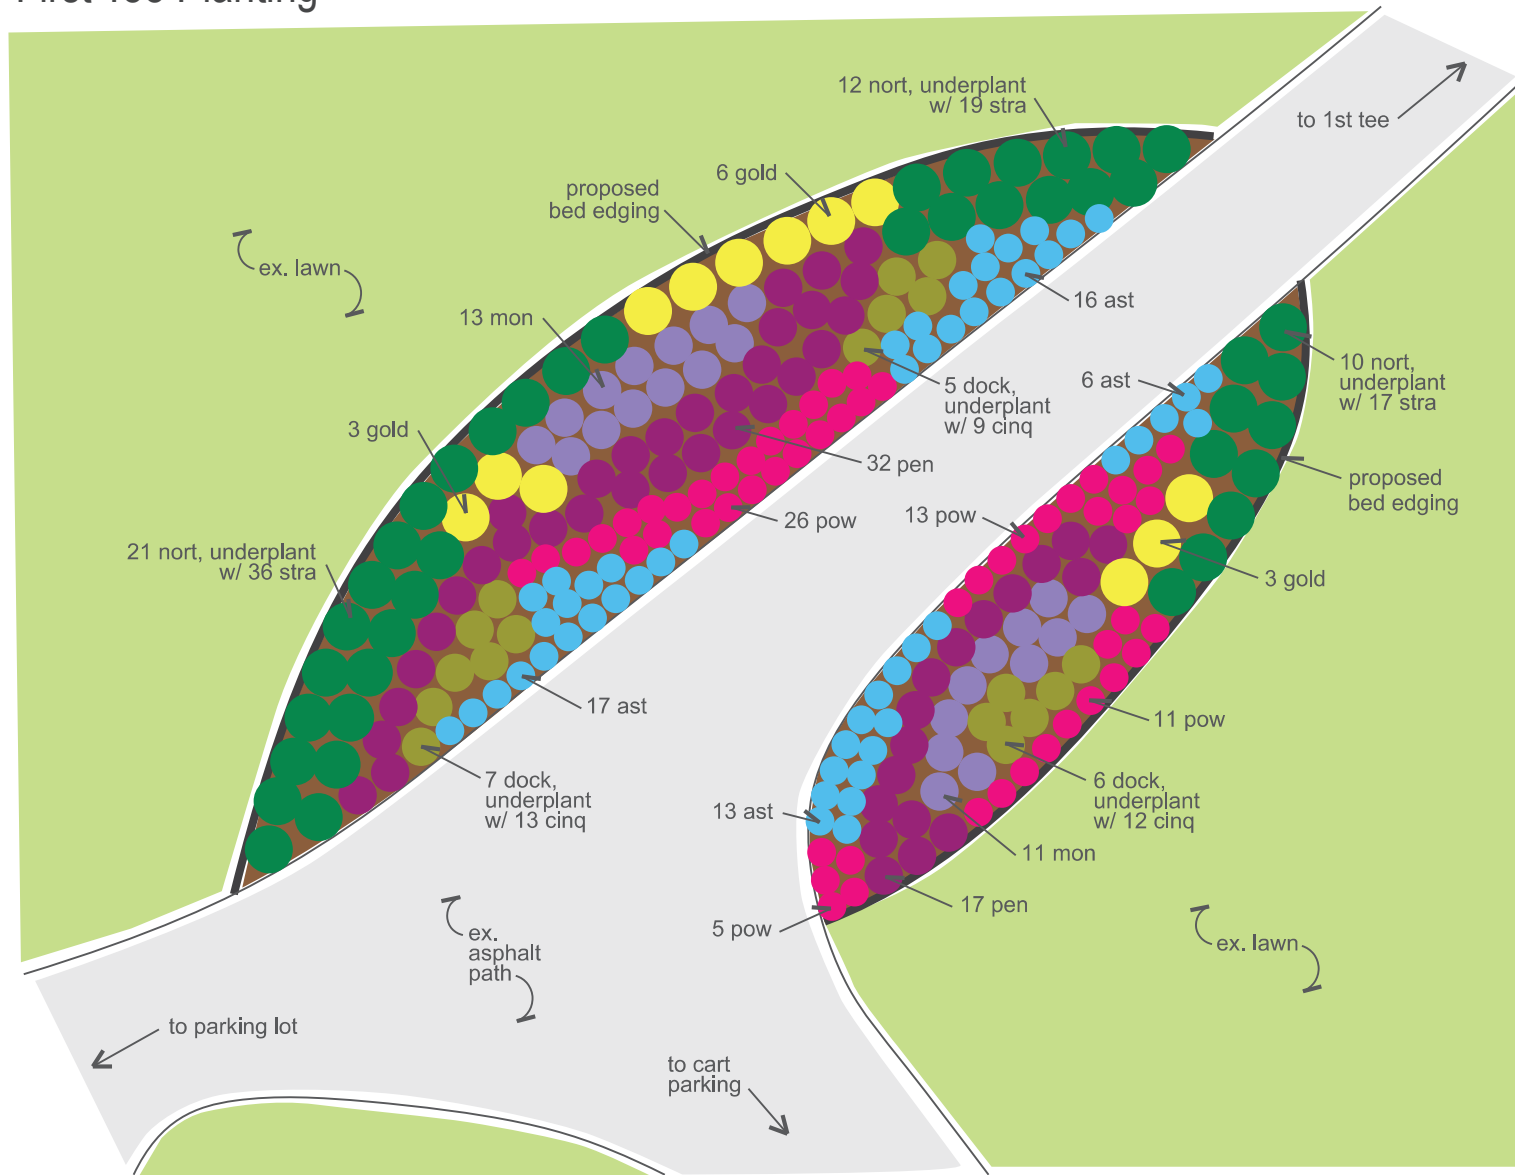 First Tee Planting
12 nort, underplant
w/ 19 stra
to 1st tee
6 gold
proposed
bed edging
ex. lawn
16 ast
13 mon
10 nort,
underplant
w/ 17 stra
6 ast
5 dock,
underplant
w/ 9 cinq
3 gold
32 pen
proposed
bed edging
26 pow
13 pow
21 nort, underplant
w/ 36 stra
3 gold
17 ast
11 pow
7 dock,
underplant
w/ 13 cinq
6 dock,
underplant
w/ 12 cinq
13 ast
11 mon
17 pen
5 pow
ex.
asphalt
path
ex. lawn
to parking lot
to cart
parking